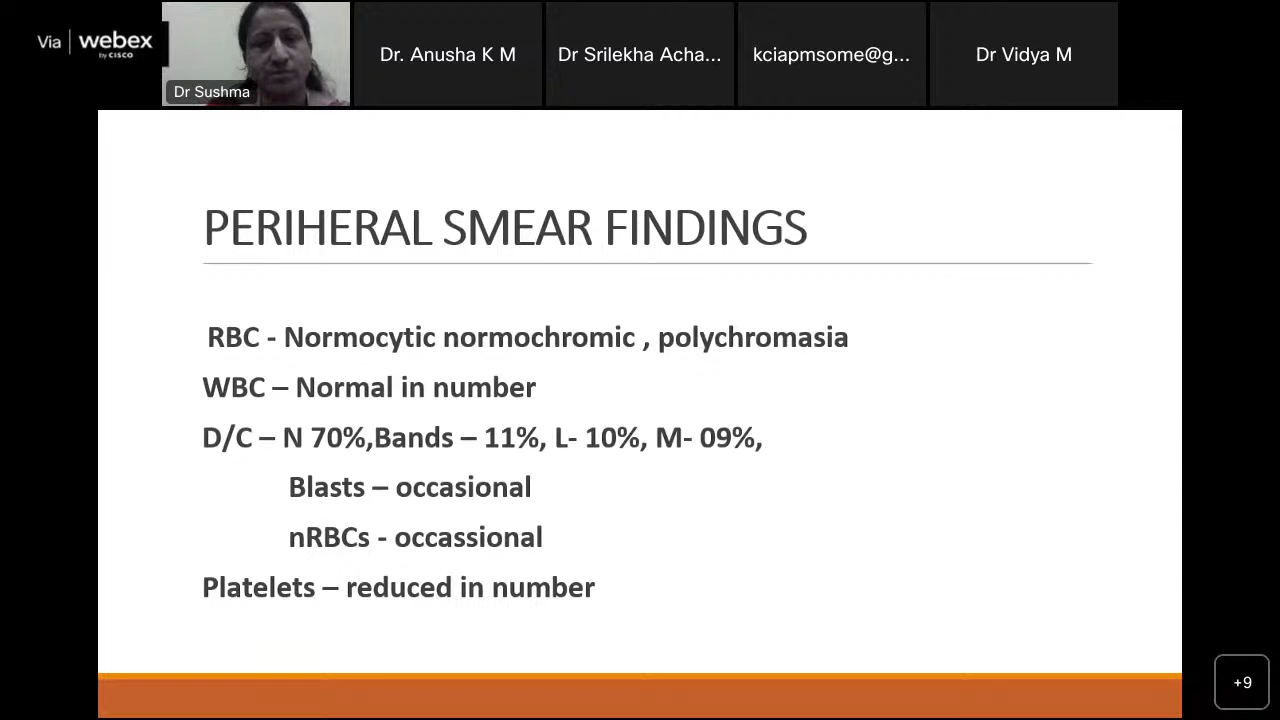 Via webex
by CISCO
Dr Sushma
Dr. Anusha K M
Dr Srilekha Acha...
kciapmsome@g...
Dr Vidya M
PERIHERAL SMEAR FINDINGS
RBC - Normocytic normochromic , polychromasia
WBC – Normal in number
D/C – N 70%,Bands – 11%, L- 10%, M- 09%,
Blasts – occasional
nRBCs - occassional
Platelets – reduced in number
+9